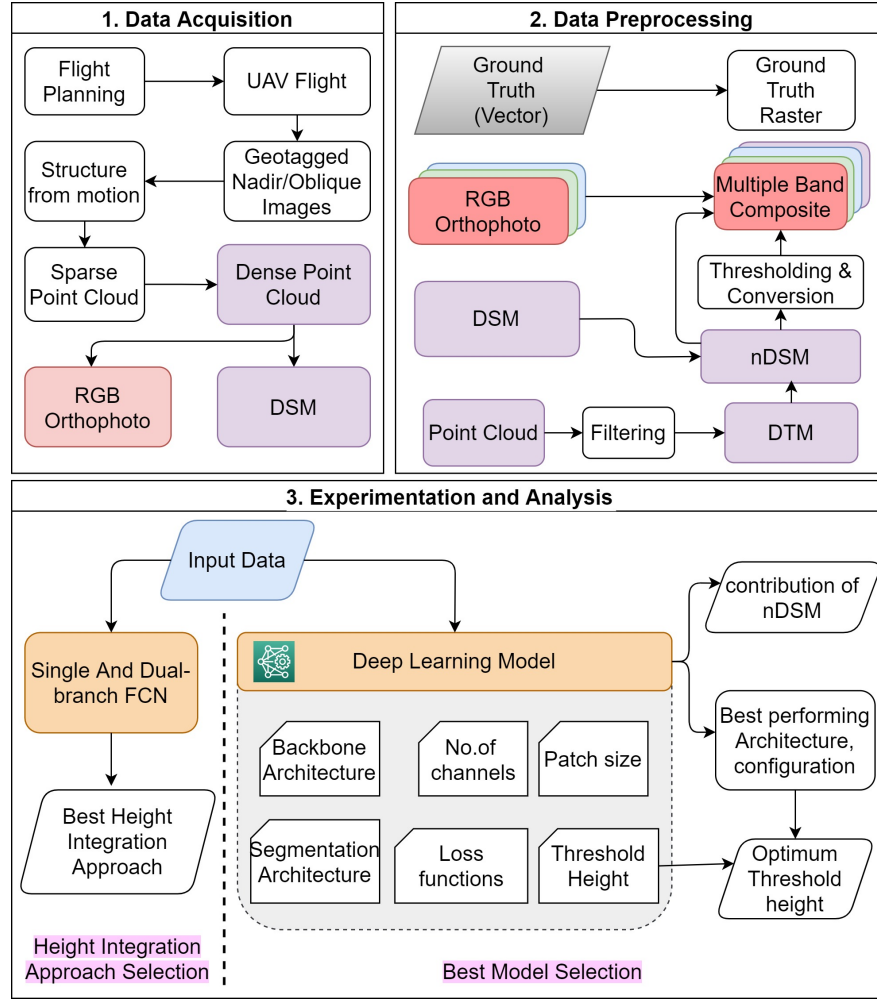 1. Data Acquisition
Flight
Planning
UAV Flight
Structure
from motion
Geotagged
Nadir/Oblique
Images
Sparse
Point Cloud
Dense Point
Cloud
RGB
Orthophoto
DSM
2. Data Preprocessing
Ground
Truth
(Vector)
Ground
Truth
Raster
RGB
Orthophoto
Multiple Band
Composite
Thresholding &
Conversion
DSM
nDSM
Point Cloud
Filtering
DTM
3. Experimentation and Analysis
Input Data
Single And Dual-
branch FCN
Best Height
Integration
Approach
Height Integration
Approach Selection
Deep Learning Model
Backbone
Architecture
No.of
channels
Patch size
Segmentation
Architecture
Loss
functions
Threshold
Height
Best Model Selection
contribution of
nDSM
Best performing
Architecture,
configuration
Optimum
Threshold
height